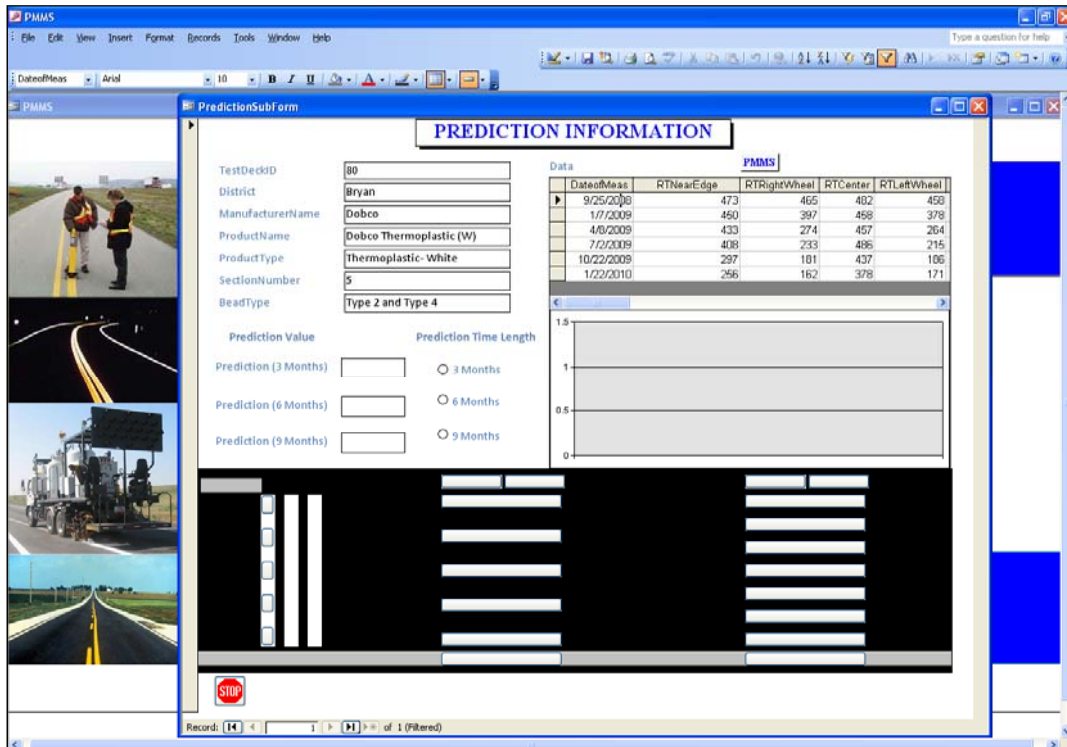 PMMS
File Edit View Insert Format Records Tools Window Help
Type a question for help
DateofMeas Arial 10 B I U A
PMMS
PredictionSubForm
PREDICTION INFORMATION
TestDeckID 80
District Bryan
ManufacturerName Dobco
ProductName Dobco Thermoplastic (W)
ProductType Thermoplastic- White
SectionNumber 5
BeadType Type 2 and Type 4
Data PMMS
DateofMeas RTNearEdge RTRightWheel RTCenter RTLeftWheel
9/25/2008 473 465 482 458
1/7/2009 450 397 458 378
4/8/2009 433 274 457 264
7/2/2009 408 233 486 215
10/22/2009 297 181 437 186
1/22/2010 256 162 378 171
Prediction Value Prediction Time Length
Prediction (3 Months) 3 Months
Prediction (6 Months) 6 Months
Prediction (9 Months) 9 Months
1.5
1
0.5
0
STOP
Record: 1 of 1 (Filtered)